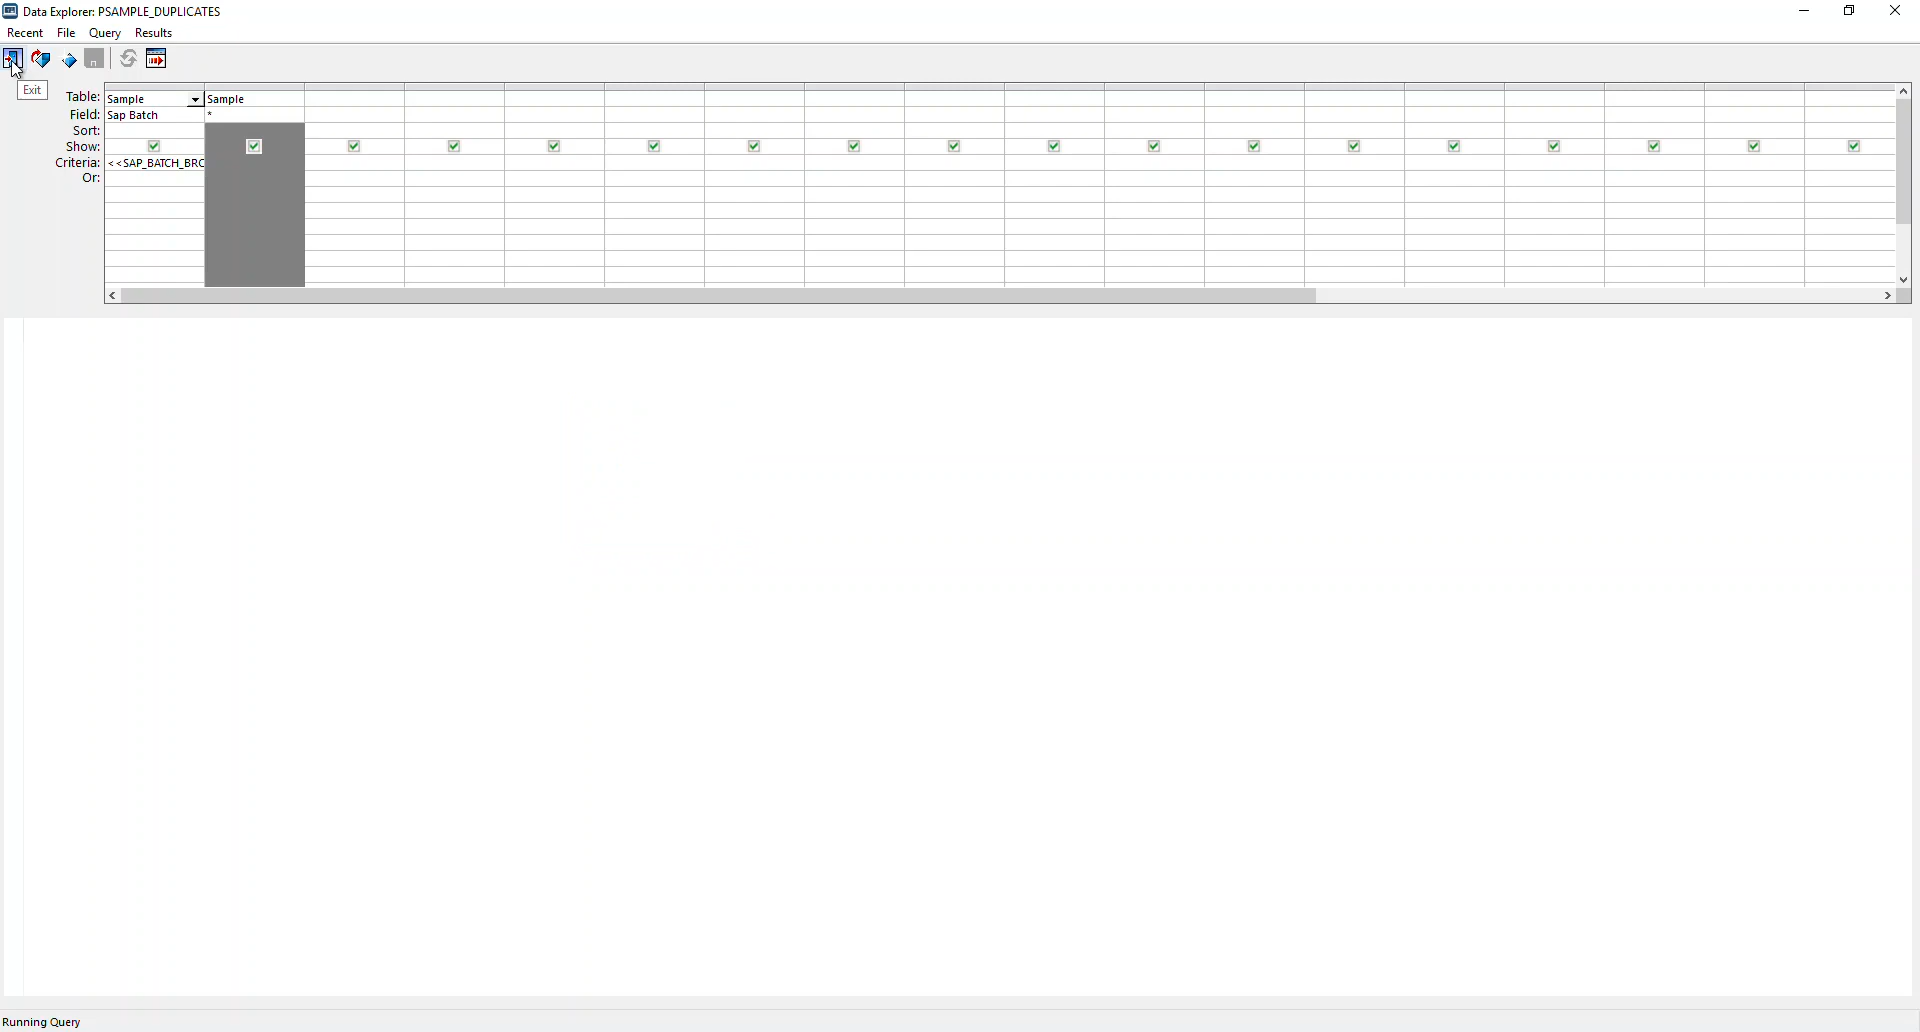 Data Explorer: PSAMPLE_DUPLICATES
Recent File Query Results
n
Exit
Table: Sample Sample
Field: Sap Batch *
Sort:
Show:
Criteria: <<SAP_BATCH_BRC
Or:
Running Query